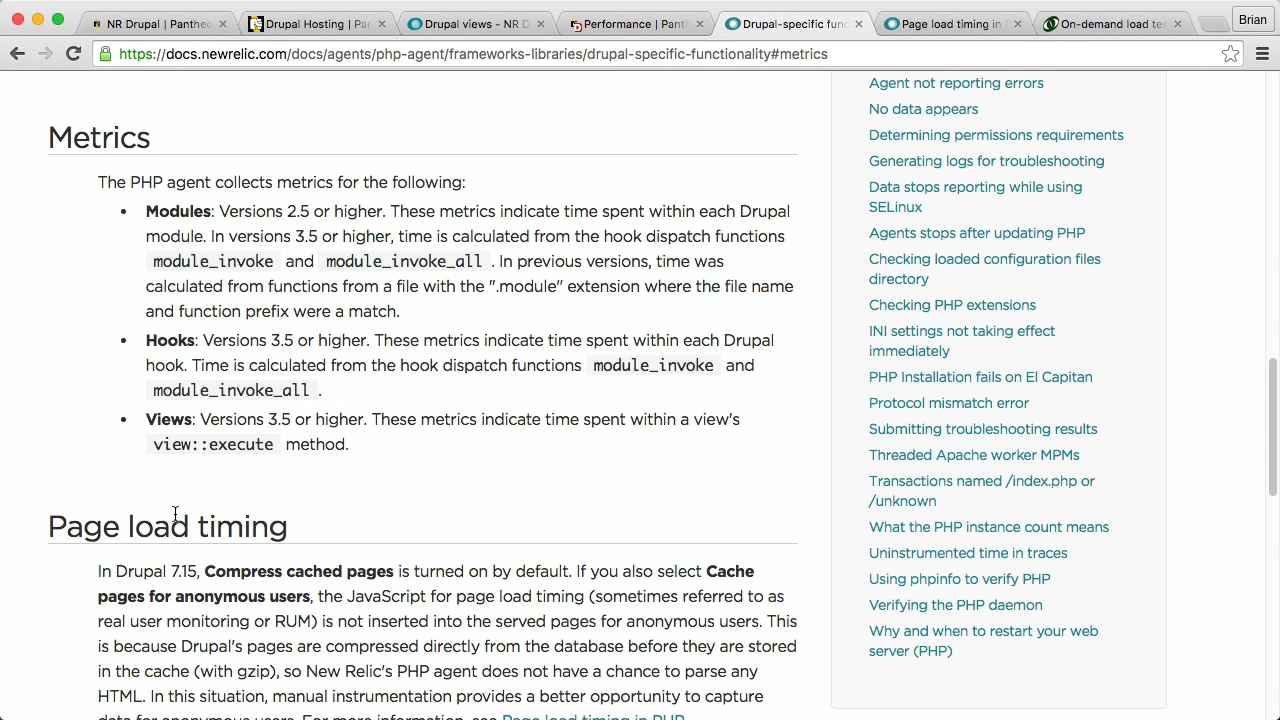 NR Drupal | Panthe
Drupal Hosting | Pan
Drupal views - NR D
Performance | Pant
Drupal-specific func
Page load timing in
On-demand load tes
Brian
https://docs.newrelic.com/docs/agents/php-agent/frameworks-libraries/drupal-specific-functionality#metrics
Metrics
The PHP agent collects metrics for the following:
• Modules: Versions 2.5 or higher. These metrics indicate time spent within each Drupal
module. In versions 3.5 or higher, time is calculated from the hook dispatch functions
module_invoke and module_invoke_all . In previous versions, time was
calculated from functions from a file with the ".module" extension where the file name
and function prefix were a match.
• Hooks: Versions 3.5 or higher. These metrics indicate time spent within each Drupal
hook. Time is calculated from the hook dispatch functions module_invoke and
module_invoke_all .
• Views: Versions 3.5 or higher. These metrics indicate time spent within a view's
view::execute method.
Page load timing
In Drupal 7.15, Compress cached pages is turned on by default. If you also select Cache
pages for anonymous users, the JavaScript for page load timing (sometimes referred to as
real user monitoring or RUM) is not inserted into the served pages for anonymous users. This
is because Drupal's pages are compressed directly from the database before they are stored
in the cache (with gzip), so New Relic's PHP agent does not have a chance to parse any
HTML. In this situation, manual instrumentation provides a better opportunity to capture
data for anonymous users. For more information, see Page load timing in PHP.
Agent not reporting errors
No data appears
Determining permissions requirements
Generating logs for troubleshooting
Data stops reporting while using
SELinux
Agents stops after updating PHP
Checking loaded configuration files
directory
Checking PHP extensions
INI settings not taking effect
immediately
PHP Installation fails on El Capitan
Protocol mismatch error
Submitting troubleshooting results
Threaded Apache worker MPMs
Transactions named /index.php or
/unknown
What the PHP instance count means
Uninstrumented time in traces
Using phpinfo to verify PHP
Verifying the PHP daemon
Why and when to restart your web
server (PHP)